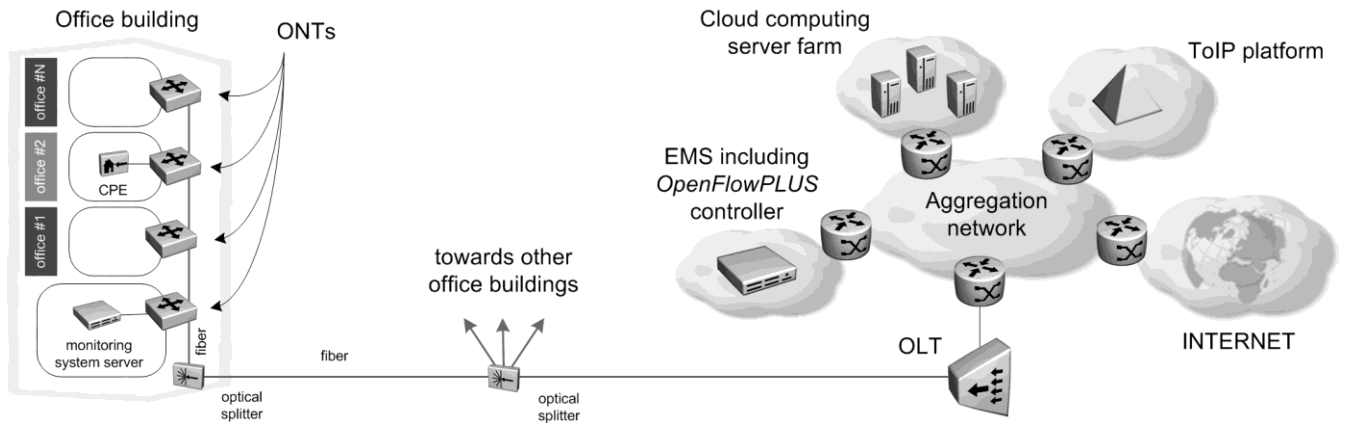 Office building
ONTs
office #N
office #2
CPE
office #1
monitoring
system server
fiber
optical
splitter
fiber
towards other
office buildings
optical
splitter
Cloud computing
server farm
ToIP platform
EMS including
OpenFlowPLUS
controller
Aggregation
network
OLT
INTERNET